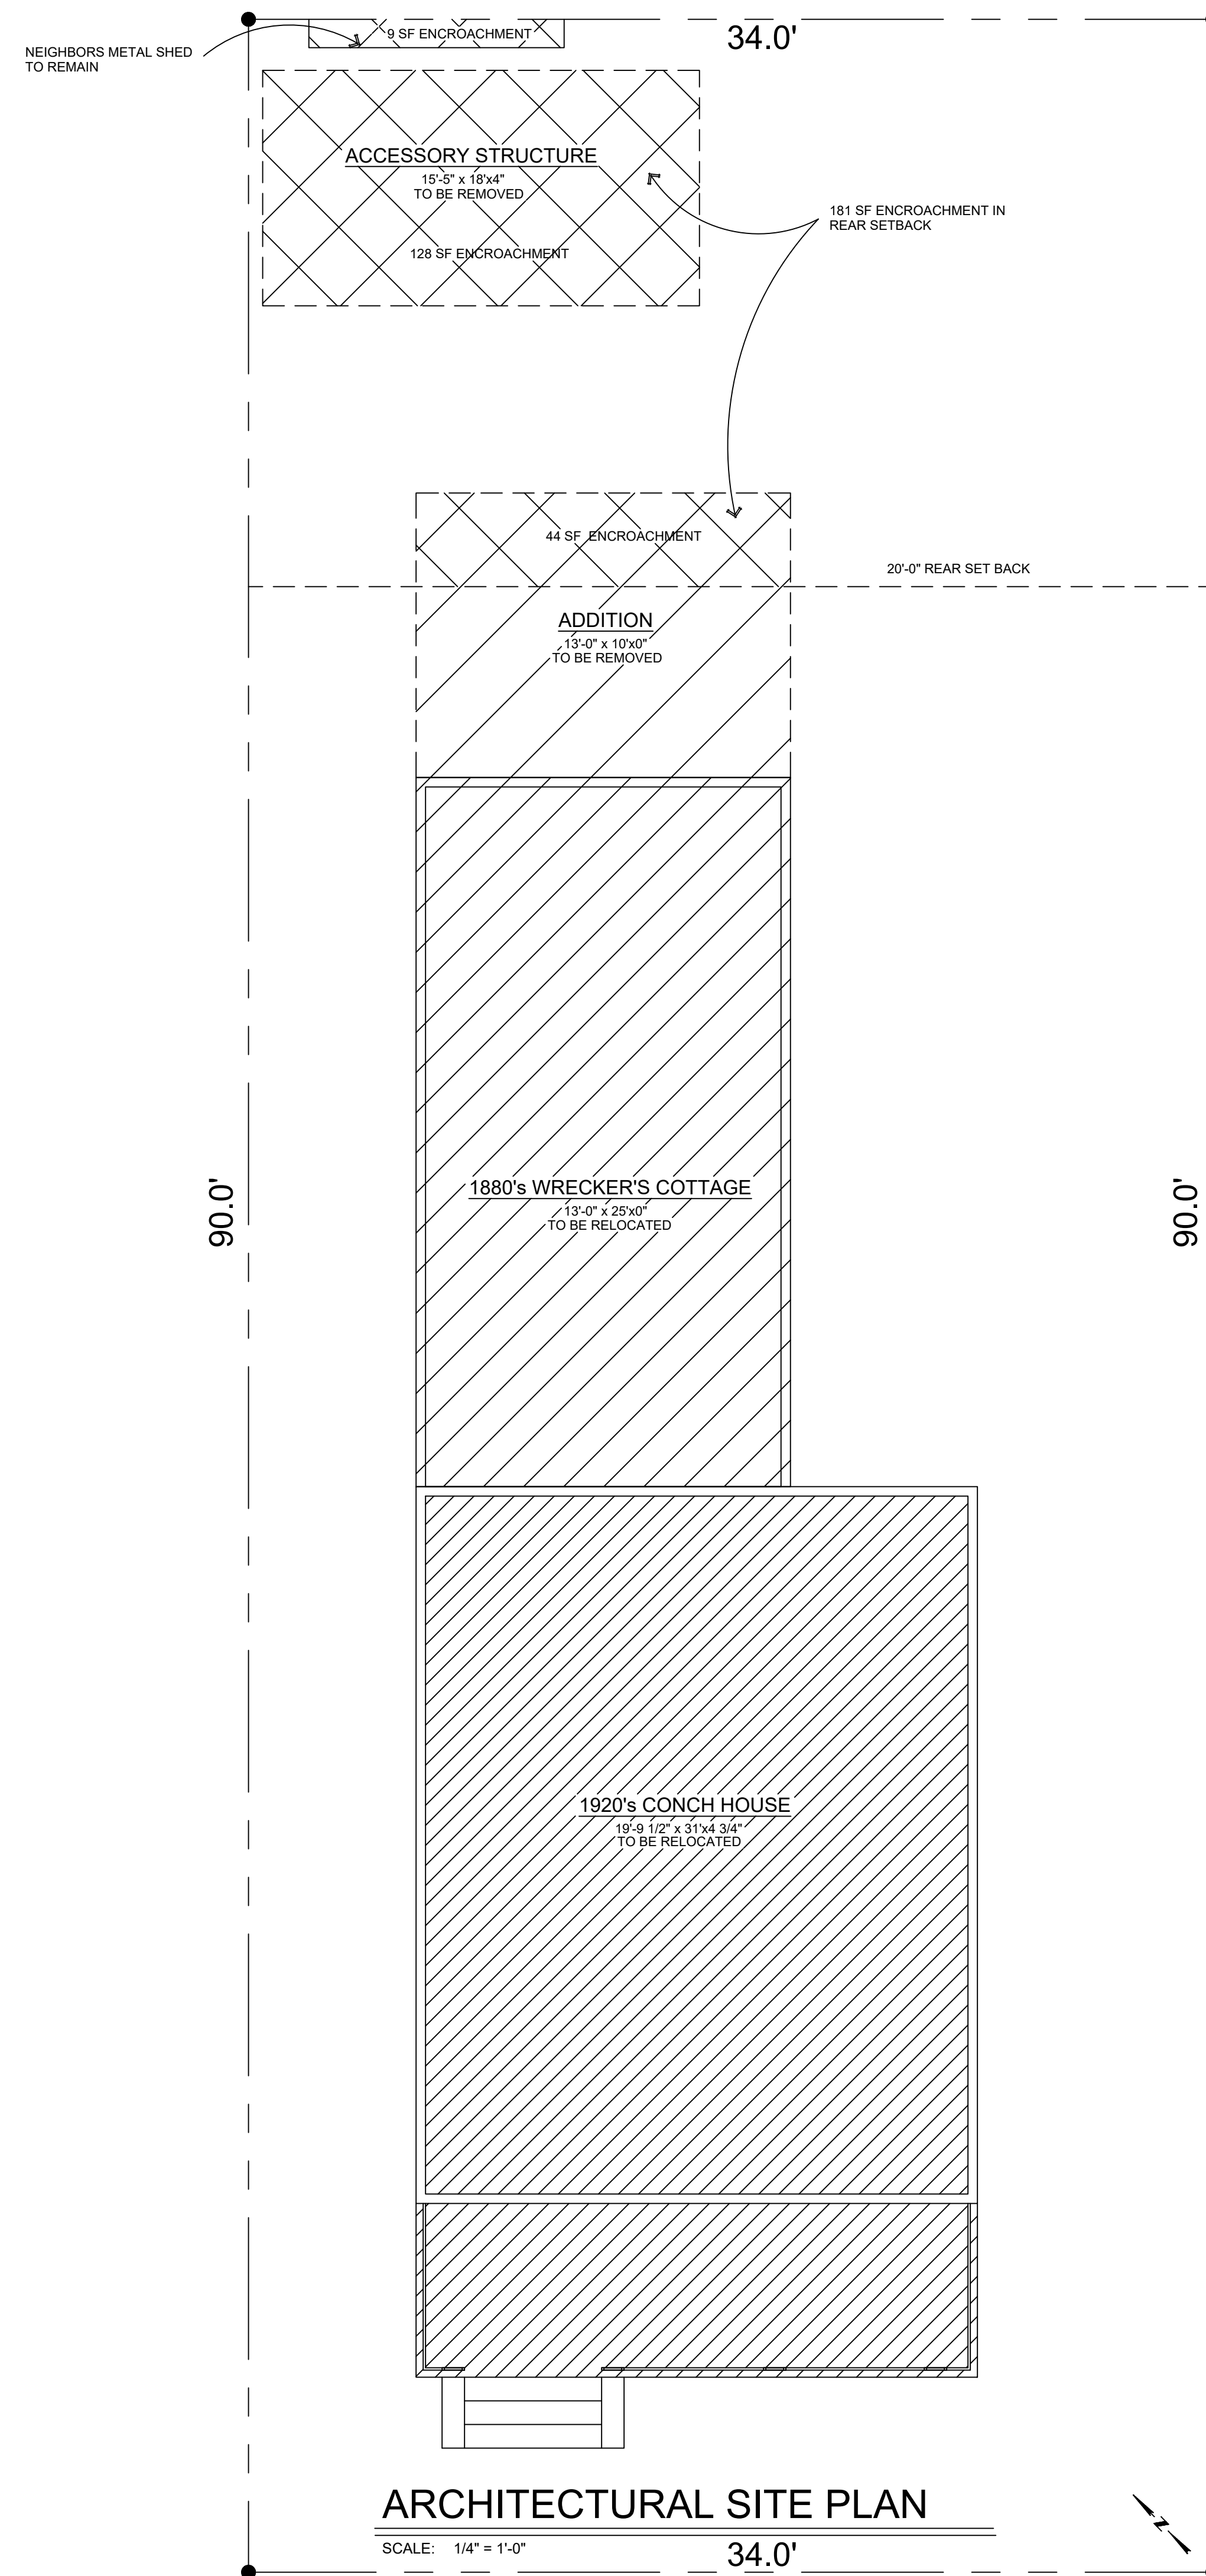 34.0'
9 SF ENCROACHMENT
NEIGHBORS METAL SHED
TO REMAIN
ACCESSORY STRUCTURE
15'-5" x 18'x4"
TO BE REMOVED
128 SF ENCROACHMENT
181 SF ENCROACHMENT IN
REAR SETBACK
44 SF ENCROACHMENT
20'-0" REAR SET BACK
ADDITION
13'-0" x 10'x0"
TO BE REMOVED
90.0'
90.0'
1880's WRECKER'S COTTAGE
13'-0" x 25'x0"
TO BE RELOCATED
1920's CONCH HOUSE
19'-9 1/2" x 31'x4 3/4"
TO BE RELOCATED
ARCHITECTURAL SITE PLAN
SCALE: 1/4" = 1'-0"
34.0'
N